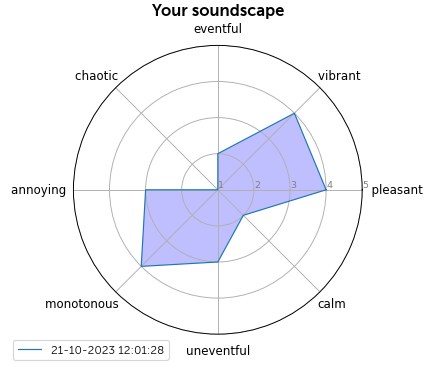 Your soundscape
eventful
chaotic
vibrant
annoying
1 2 3 4 5
pleasant
monotonous
calm
uneventful
21-10-2023 12:01:28